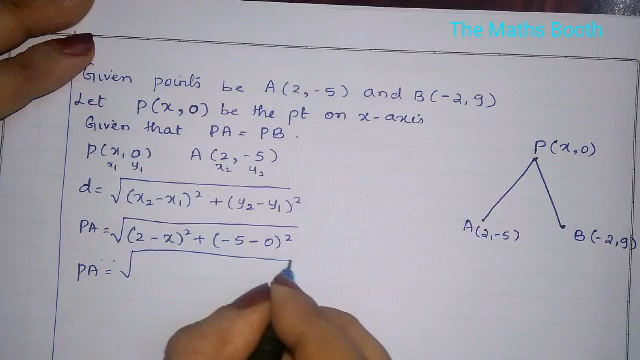 The Maths Booth
Given points be A(2,-5) and B(-2,9)
Let P(x,0) be the pt on x-axis
Given that PA = PB.
P(x,0) A(2,-5)
x₁ y₁ x₂ y₂
d = √(x₂-x₁)² + (y₂-y₁)²
PA = √(2-x)² + (-5-0)²
PA = √
P(x,0)
A(2,-5)
B(-2,9)